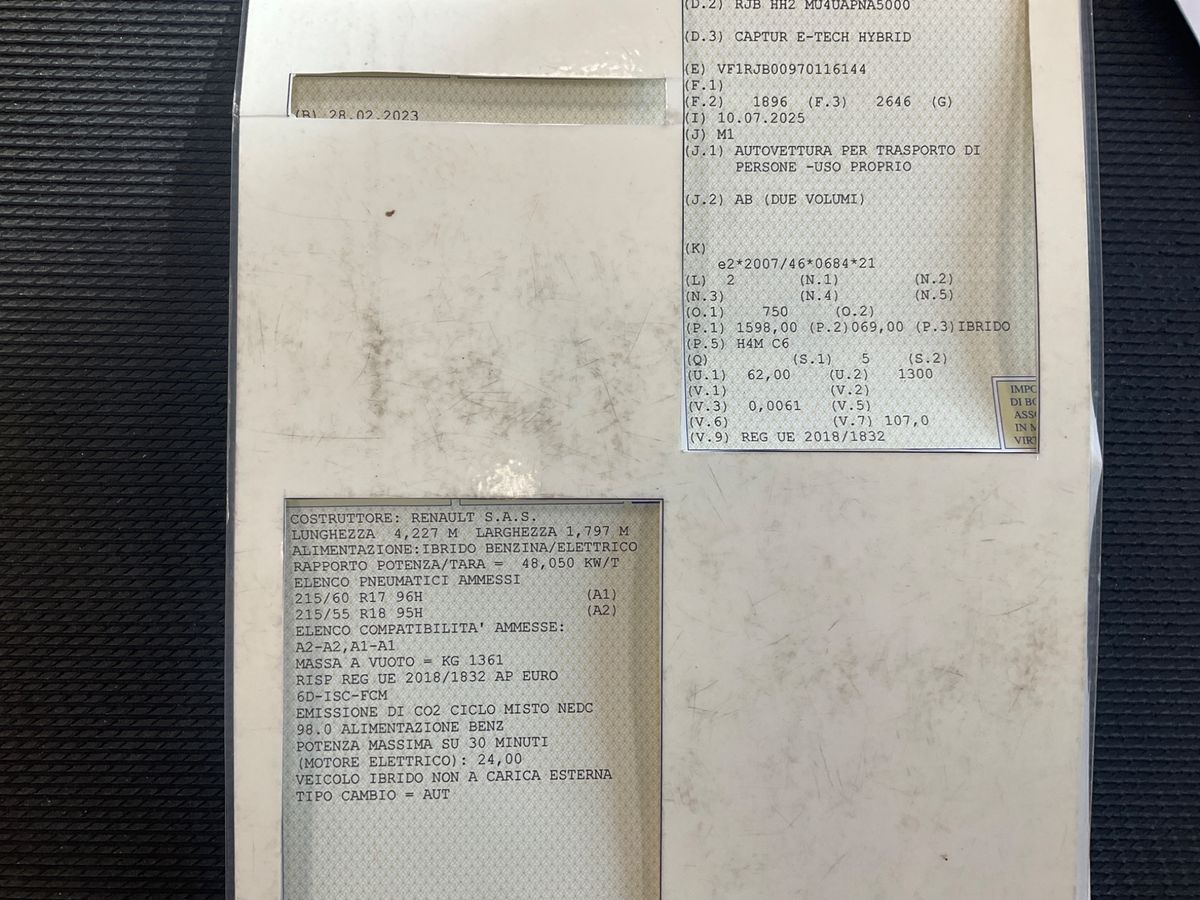 (B) 28.02.2023
(D.2) RJB HH2 MU4UAPNA5000
(D.3) CAPTUR E-TECH HYBRID
(E) VF1RJB00970116144
(F.1)
(F.2) 1896 (F.3) 2646 (G)
(I) 10.07.2025
(J) M1
(J.1) AUTOVETTURA PER TRASPORTO DI
PERSONE -USO PROPRIO
(J.2) AB (DUE VOLUMI)
(K)
e2*2007/46*0684*21
(L) 2 (N.1) (N.2)
(N.3) (N.4) (N.5)
(O.1) 750 (O.2)
(P.1) 1598,00 (P.2)069,00 (P.3)IBRIDO
(P.5) H4M C6
(Q) (S.1) 5 (S.2)
(U.1) 62,00 (U.2) 1300
(V.1) (V.2)
(V.3) 0,0061 (V.5)
(V.6) (V.7) 107,0
(V.9) REG UE 2018/1832
DI
IN
COSTRUTTORE: RENAULT S.A.S.
LUNGHEZZA 4,227 M LARGHEZZA 1,797 M
ALIMENTAZIONE:IBRIDO BENZINA/ELETTRICO
RAPPORTO POTENZA/TARA = 48,050 KW/T
ELENCO PNEUMATICI AMMESSI
215/60 R17 96H (A1)
215/55 R18 95H (A2)
ELENCO COMPATIBILITA' AMMESSE:
A2-A2,A1-A1
MASSA A VUOTO = KG 1361
RISP REG UE 2018/1832 AP EURO
6D-ISC-FCM
EMISSIONE DI CO2 CICLO MISTO NEDC
98.0 ALIMENTAZIONE BENZ
POTENZA MASSIMA SU 30 MINUTI
(MOTORE ELETTRICO): 24,00
VEICOLO IBRIDO NON A CARICA ESTERNA
TIPO CAMBIO = AUT